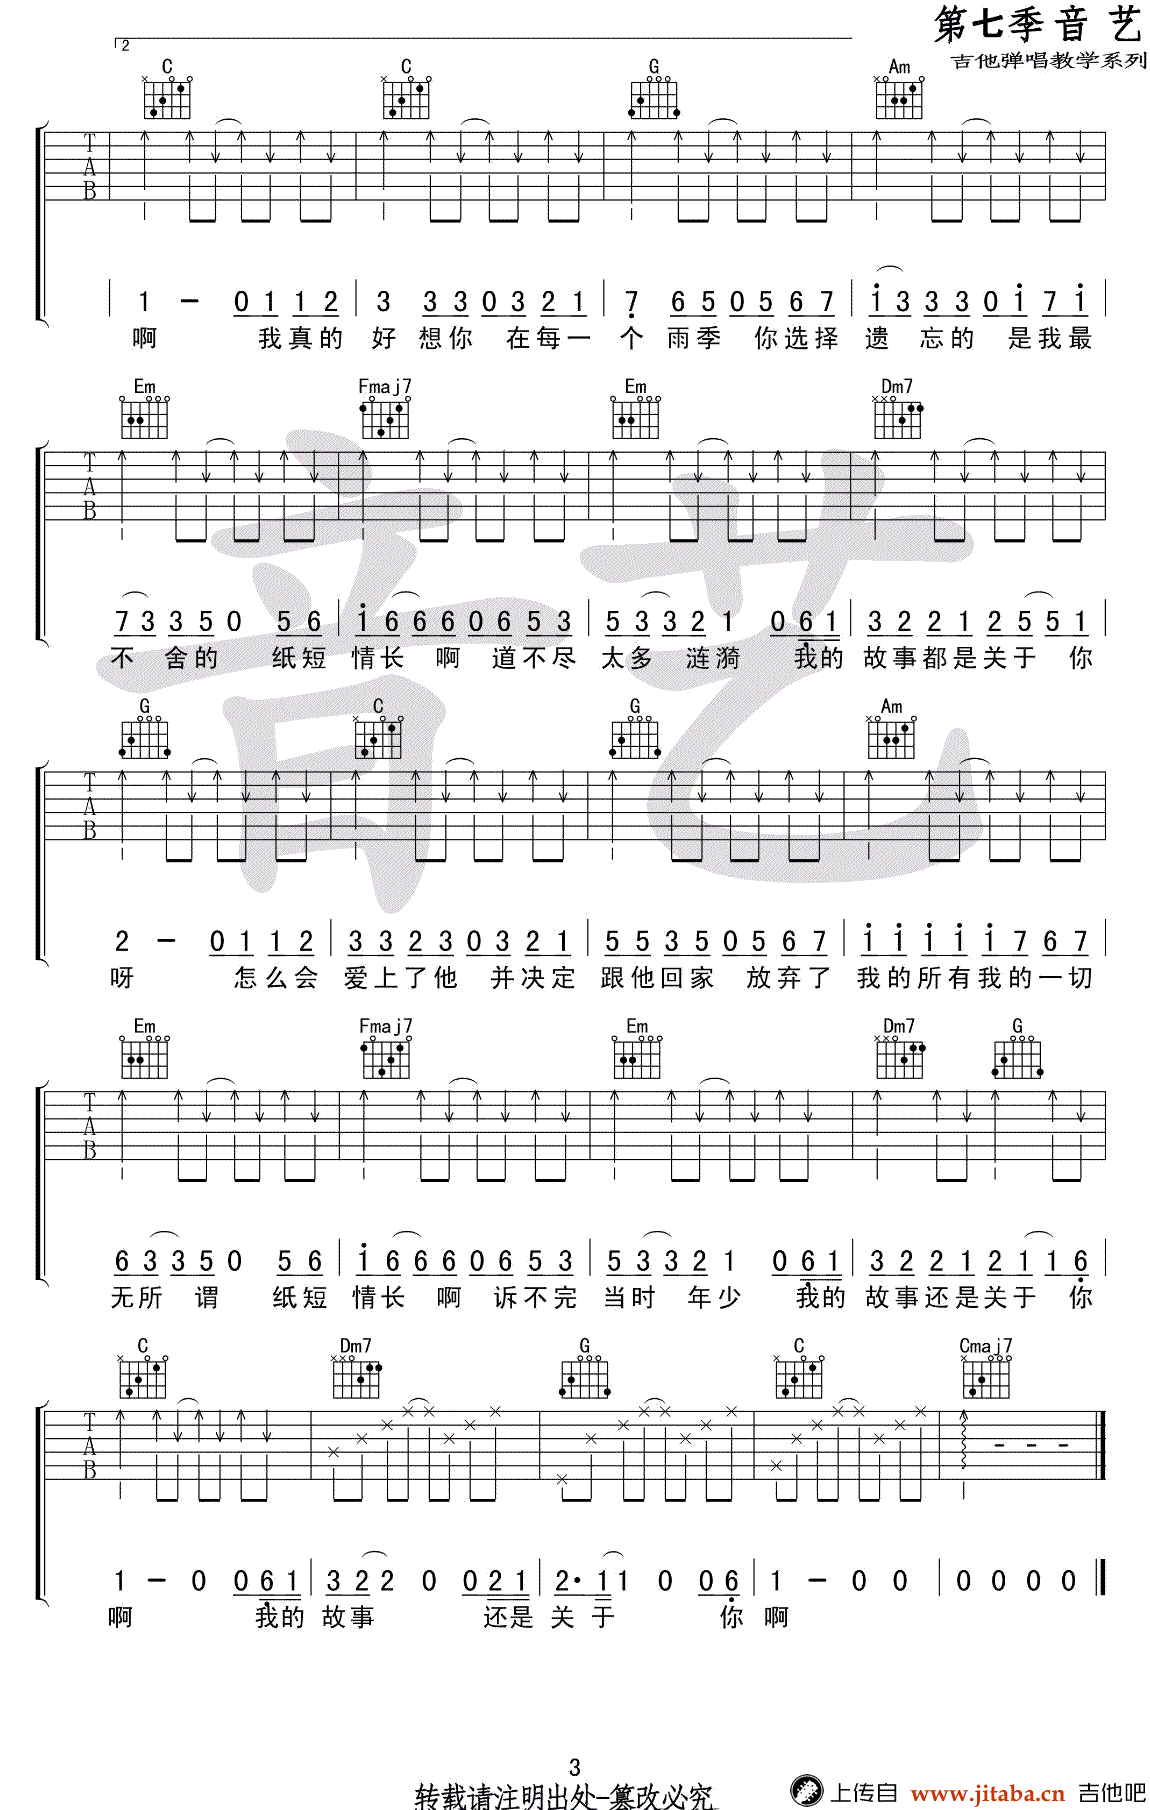 第七季音艺
吉他弹唱教学系列
2
C C G Am
T
A
B
1 - 0 1 1 2 3 3 3 0 3 2 1 7 6 5 0 5 6 7 i 3 3 3 0 i 7 i
啊 我真的 好 想你 在每一 个 雨季 你选择 遗 忘的 是我最
Em Fmaj7 Em Dm7
T
A
B
7 3 3 5 0 5 6 i 6 6 6 0 6 5 3 5 3 3 2 1 0 6 1 3 2 2 1 2 5 5 1
不 舍的 纸短 情长 啊 道不尽 太多 涟漪 我的 故事都是关于 你
G C G Am
T
A
B
2 - 0 1 1 2 3 3 2 3 0 3 2 1 5 5 3 5 0 5 6 7 i i i i i 7 6 7
呀 怎么会 爱上了他 并决定 跟他回家 放弃了 我的所有我的一切
Em Fmaj7 Em Dm7 G
T
A
B
6 3 3 5 0 5 6 i 6 6 6 0 6 5 3 5 3 3 2 1 0 6 1 3 2 2 1 2 1 1 6
无所 谓 纸短 情长 啊 诉不完 当时 年少 我的 故事还是关于 你
C Dm7 G C Cmaj7
T
A
B
1 - 0 0 6 1 3 2 2 0 0 2 1 2· 1 1 0 0 6 1 - 0 0 0 0 0 0
啊 我的 故事 还是 关 于 你 啊
音艺
3
转载请注明出处-篡改必究
上传自 www.jitaba.cn 吉他吧